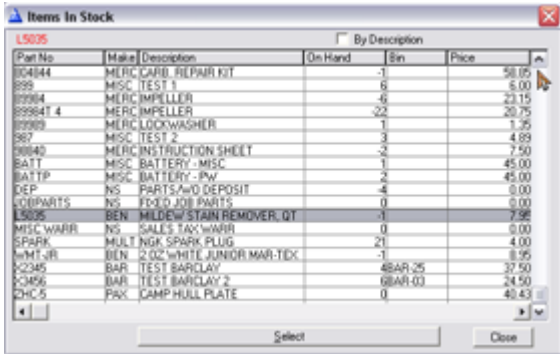 Items In Stock
L5035 By Description
Part No Make Description On Hand Bin Price
804844 MERC CARB. REPAIR KIT -1 58.85
899 MISC TEST 1 6 6.00
89984 MERC IMPELLER -6 23.15
89984T 4 MERC IMPELLER -22 20.75
89989 MERC LOCKWASHER 1 1.35
987 MISC TEST 2 3 4.89
98840 MERC INSTRUCTION SHEET -2 7.50
BATT MISC BATTERY - MISC 1 45.00
BATTP MISC BATTERY - PW 2 45.00
DEP NS PARTS/WO DEPOSIT -4 0.00
JOBPARTS NS FIXED JOB PARTS 0 0.00
L5035 BEN MILDEW STAIN REMOVER, QT -1 7.95
MISC WARR NS SALES TAX WARR 0 0.00
SPARK MULT NGK SPARK PLUG 21 4.00
WMT-JR BEN 2 OZ WHITE JUNIOR MAR-TEX -1 8.95
X2345 BAR TEST BARCLAY 4 BAR-25 37.50
X3456 BAR TEST BARCLAY 2 6 BAR-03 24.50
ZHC-5 PAX CAMP HULL PLATE 0 40.43
Select Close